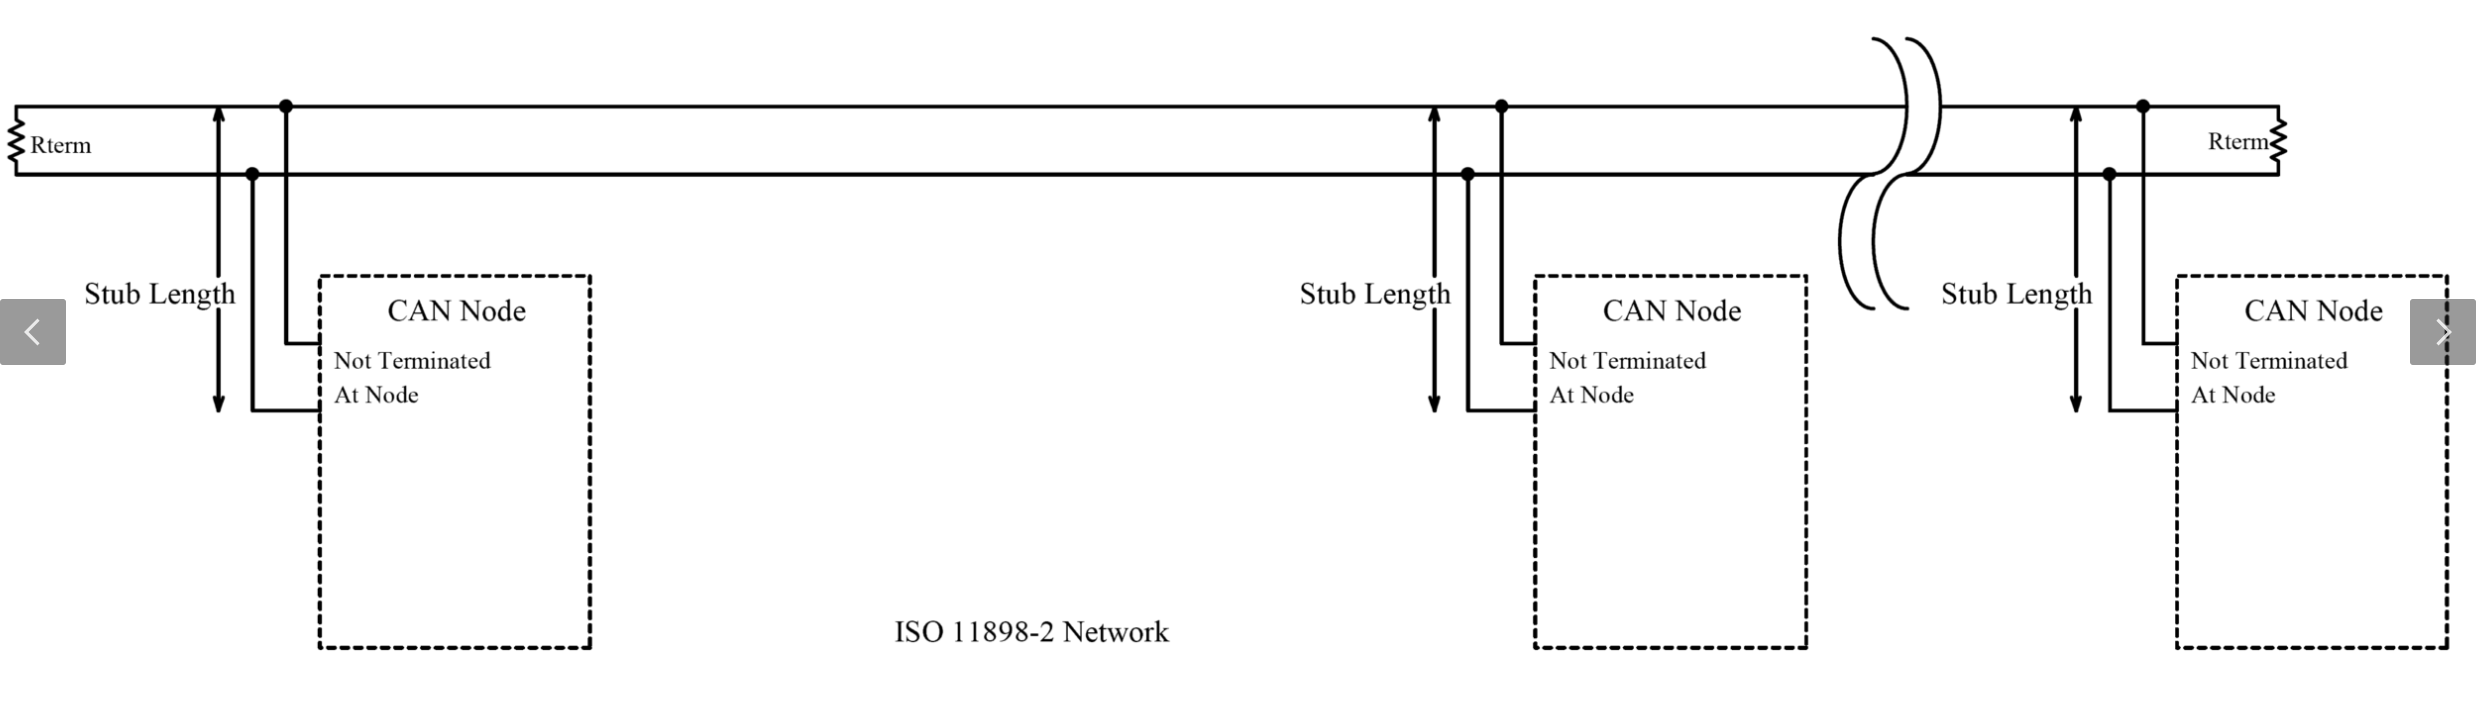 Rterm
Rterm
Stub Length
Stub Length
Stub Length
CAN Node
Not Terminated
At Node
CAN Node
Not Terminated
At Node
CAN Node
Not Terminated
At Node
ISO 11898-2 Network